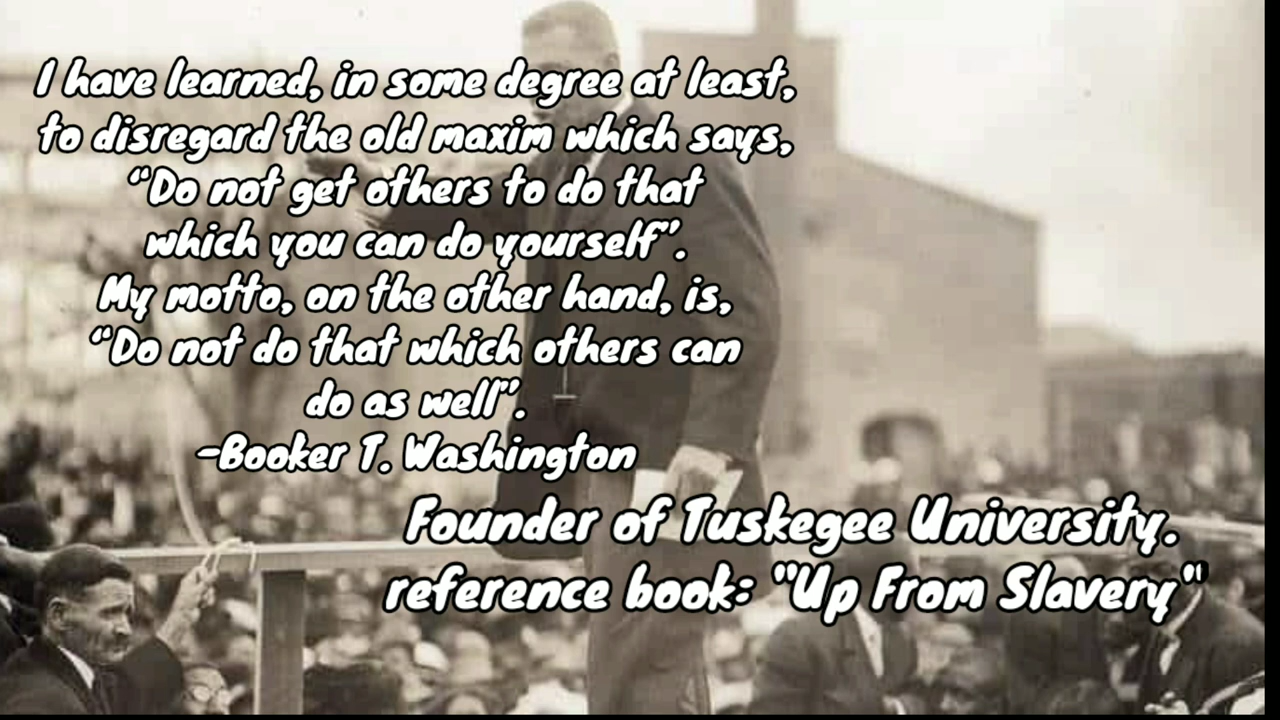 I have learned, in some degree at least,
to disregard the old maxim which says,
“Do not get others to do that
which you can do yourself”.
My motto, on the other hand, is,
“Do not do that which others can
do as well”.
-Booker T. Washington
Founder of Tuskegee University.
reference book: "Up From Slavery"